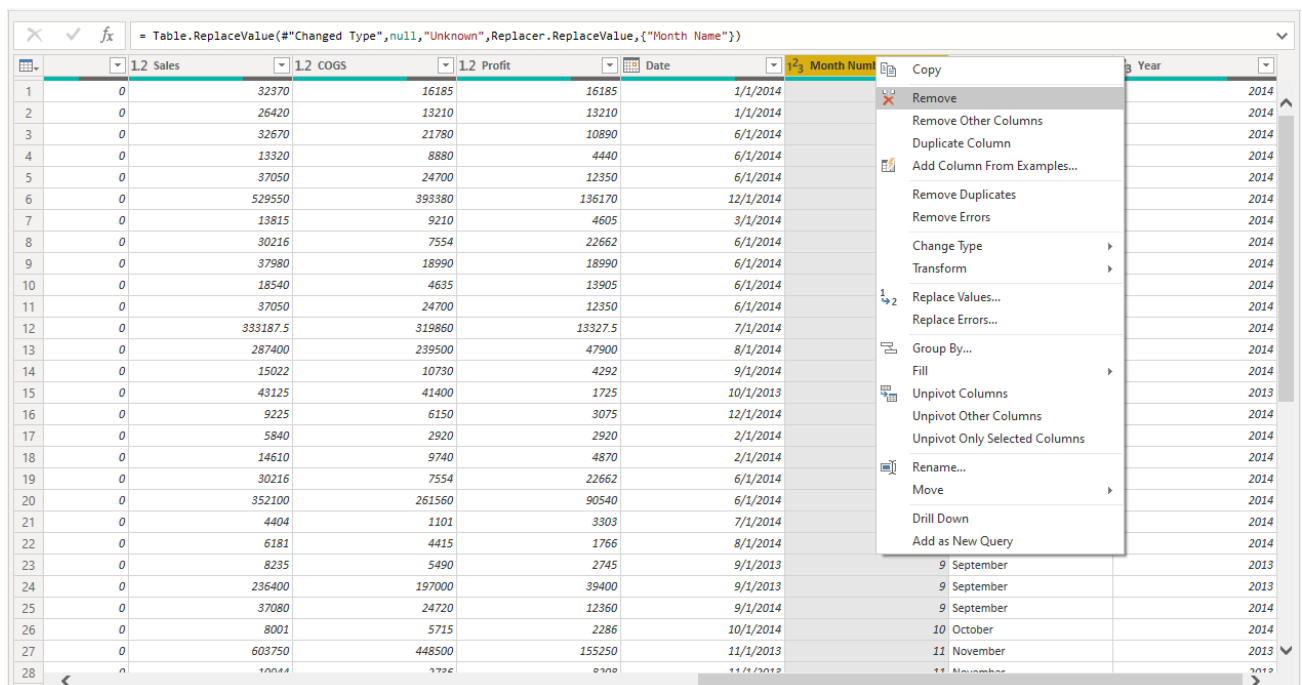 fx = Table.ReplaceValue(#"Changed Type",null,"Unknown",Replacer.ReplaceValue,{"Month Name"})
1.2 Sales 1.2 COGS 1.2 Profit Date 123 Month Num Year
1 0 32370 16185 16185 1/1/2014 2014
2 0 26420 13210 13210 1/1/2014 2014
3 0 32670 21780 10890 6/1/2014 2014
4 0 13320 8880 4440 6/1/2014 2014
5 0 37050 24700 12350 6/1/2014 2014
6 0 529550 393380 136170 12/1/2014 2014
7 0 13815 9210 4605 3/1/2014 2014
8 0 30216 7554 22662 6/1/2014 2014
9 0 37980 18990 18990 6/1/2014 2014
10 0 18540 4635 13905 6/1/2014 2014
11 0 37050 24700 12350 6/1/2014 2014
12 0 333187.5 319860 13327.5 7/1/2014 2014
13 0 287400 239500 47900 8/1/2014 2014
14 0 15022 10730 4292 9/1/2014 2014
15 0 43125 41400 1725 10/1/2013 2013
16 0 9225 6150 3075 12/1/2014 2014
17 0 5840 2920 2920 2/1/2014 2014
18 0 14610 9740 4870 2/1/2014 2014
19 0 30216 7554 22662 6/1/2014 2014
20 0 352100 261560 90540 6/1/2014 2014
21 0 4404 1101 3303 7/1/2014 2014
22 0 6181 4415 1766 8/1/2014 2014
23 0 8235 5490 2745 9/1/2013 9 September 2013
24 0 236400 197000 39400 9/1/2013 9 September 2013
25 0 37080 24720 12360 9/1/2014 9 September 2014
26 0 8001 5715 2286 10/1/2014 10 October 2014
27 0 603750 448500 155250 11/1/2013 11 November 2013
28
Copy
Remove
Remove Other Columns
Duplicate Column
Add Column From Examples...
Remove Duplicates
Remove Errors
Change Type
Transform
Replace Values...
Replace Errors...
Group By...
Fill
Unpivot Columns
Unpivot Other Columns
Unpivot Only Selected Columns
Rename...
Move
Drill Down
Add as New Query